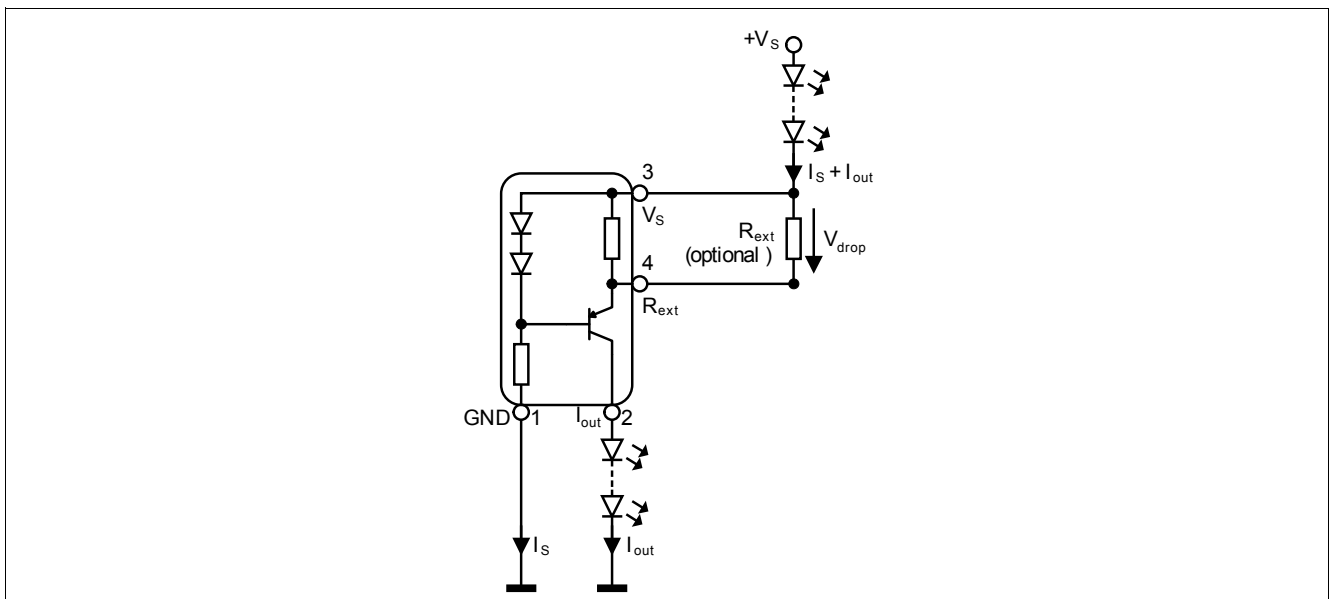 +VS
3
IS + Iout
VS
Rext
(optional )
Vdrop
4
Rext
GND
1
Iout
2
IS
Iout